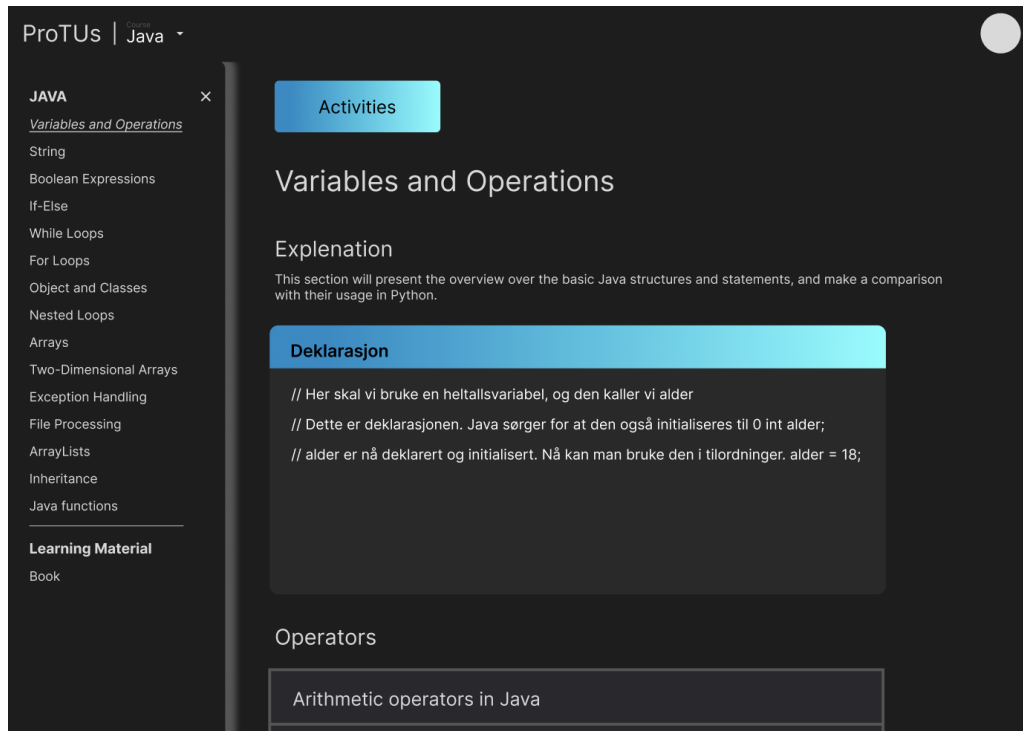 ProTUs | Course
Java
JAVA
Variables and Operations
String
Boolean Expressions
If-Else
While Loops
For Loops
Object and Classes
Nested Loops
Arrays
Two-Dimensional Arrays
Exception Handling
File Processing
ArrayLists
Inheritance
Java functions
Learning Material
Book
Activities
Variables and Operations
Explenation
This section will present the overview over the basic Java structures and statements, and make a comparison
with their usage in Python.
Deklarasjon
// Her skal vi bruke en heltallsvariabel, og den kaller vi alder
// Dette er deklarasjonen. Java sørger for at den også initialiseres til 0 int alder;
// alder er nå deklarert og initialisert. Nå kan man bruke den i tilordninger. alder = 18;
Operators
Arithmetic operators in Java